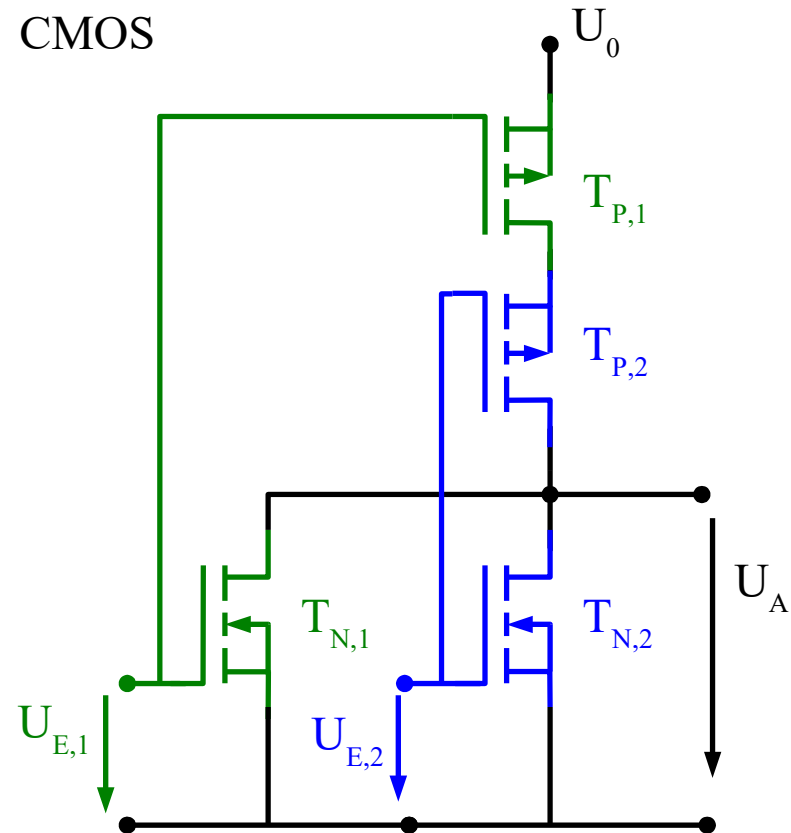 CMOS
U0
TP,1
TP,2
TN,1
TN,2
UA
UE,1
UE,2